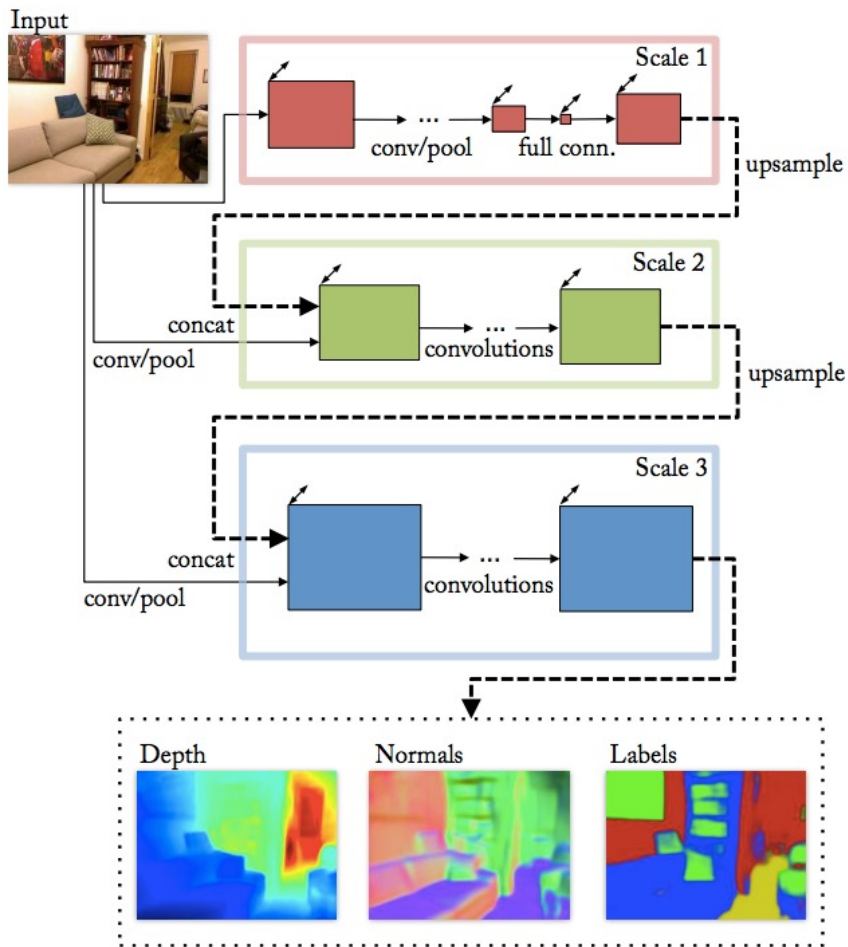 Input
Scale 1
...
conv/pool
full conn.
upsample
Scale 2
concat
conv/pool
...
convolutions
upsample
Scale 3
concat
conv/pool
...
convolutions
Depth
Normals
Labels